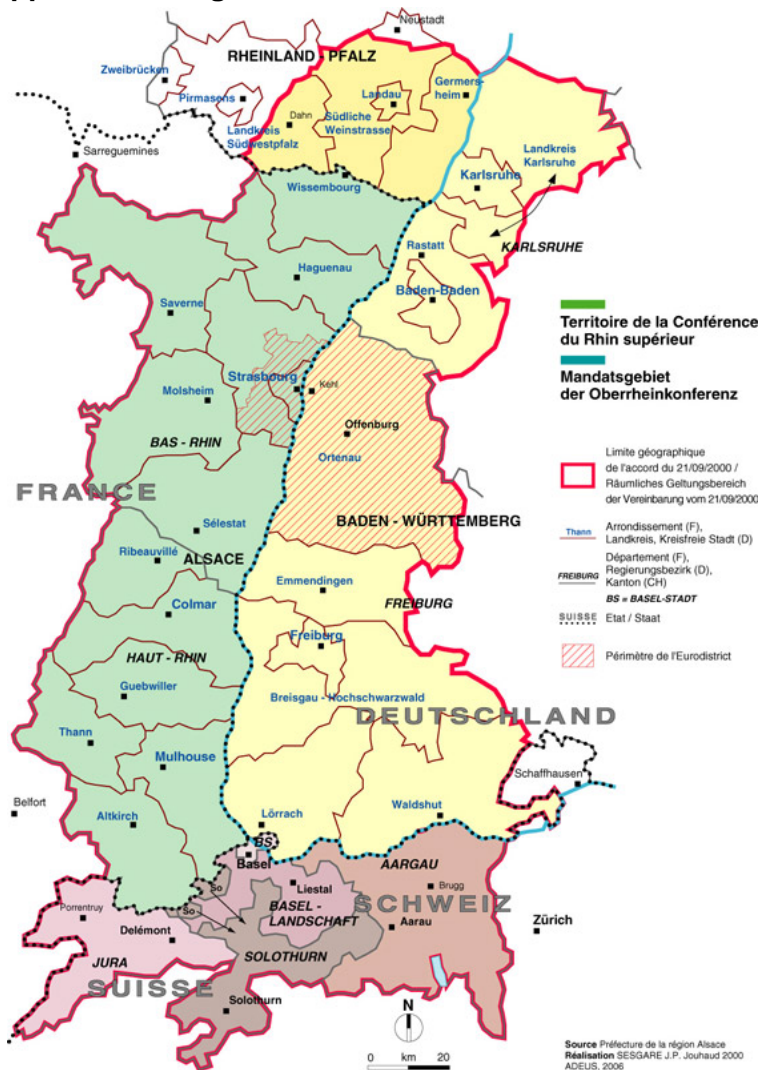 Neustadt
RHEINLAND - PFALZ
Zweibrücken
Pirmasens
Landau
Germers-
heim
Dahn
Südliche
Weinstrasse
Landkreis
Südwestpfalz
Landkreis
Karlsruhe
Sarreguemines
Karlsruhe
Wissembourg
KARLSRUHE
Rastatt
Haguenau
Baden-Baden
Saverne
Territoire de la Conférence
du Rhin supérieur
Mandatsgebiet
der Oberrheinkonferenz
Strasbourg
Kehl
Molsheim
Offenburg
BAS - RHIN
Ortenau
Limite géographique
de l'accord du 21/09/2000 /
Räumliches Geltungsbereich
der Vereinbarung vom 21/09/2000
FRANCE
Sélestat
BADEN - WÜRTTEMBERG
Thann
Arrondissement (F),
Landkreis, Kreisfreie Stadt (D)
Ribeauvillé
ALSACE
FREIBURG
Département (F),
Regierungsbezirk (D),
Kanton (CH)
BS = BASEL-STADT
Emmendingen
FREIBURG
Colmar
SUISSE
Etat / Staat
Freiburg
HAUT - RHIN
Périmètre de l'Eurodistrict
Guebwiller
Breisgau - Hochschwarzwald
DEUTSCHLAND
Thann
Mulhouse
Schaffhausen
Belfort
Altkirch
Lörrach
Waldshut
BS
Basel
AARGAU
So
Liestal
Brugg
BASEL -
LANDSCHAFT
SCHWEIZ
So
Porrentruy
Aarau
Zürich
Delémont
JURA
SOLOTHURN
SUISSE
Solothurn
N
0 km 20
Source Préfecture de la région Alsace
Réalisation SESGARE J.P. Jouhaud 2000
ADEUS, 2006